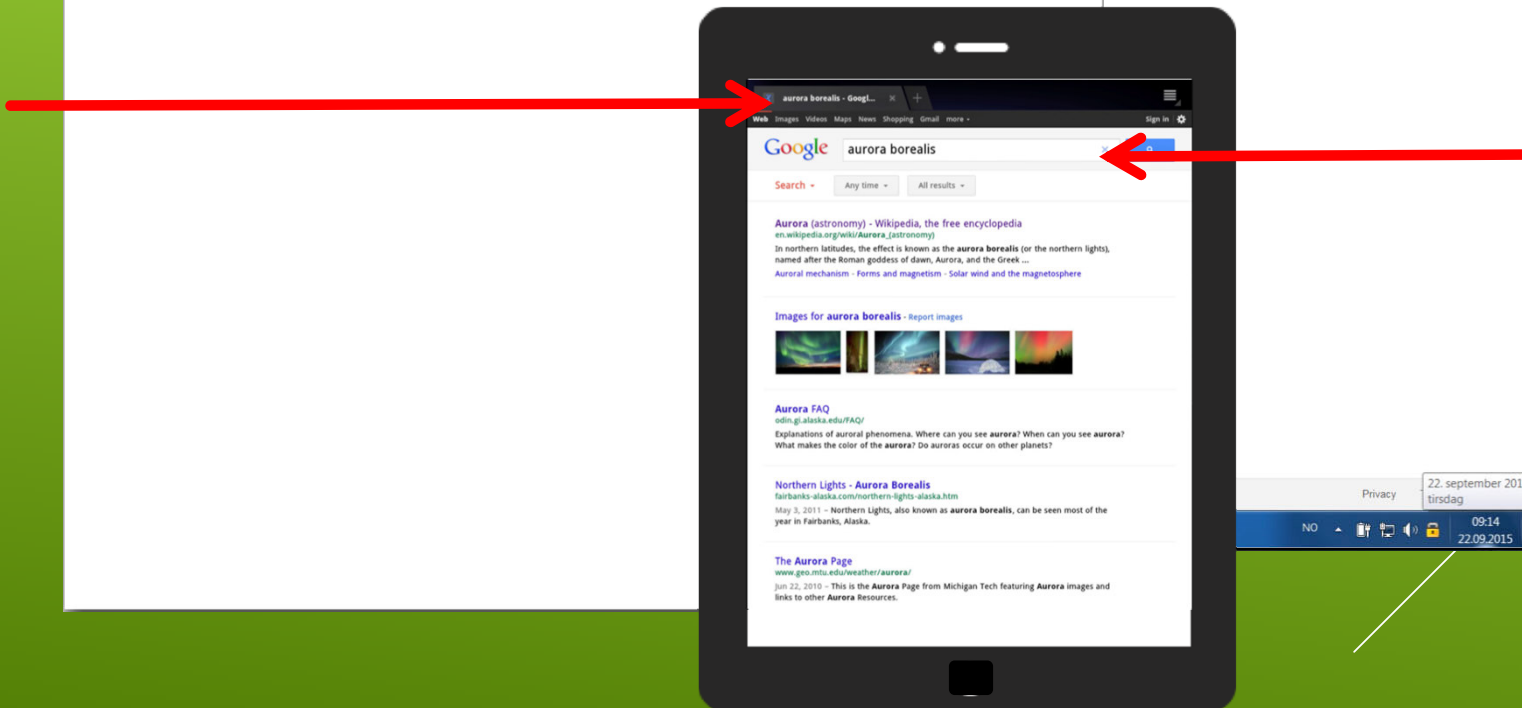 aurora borealis - Googl...
Web Images Videos Maps News Shopping Gmail more
Sign in
Google aurora borealis
Search Any time All results
Aurora (astronomy) - Wikipedia, the free encyclopedia
en.wikipedia.org/wiki/Aurora_(astronomy)
In northern latitudes, the effect is known as the aurora borealis (or the northern lights),
named after the Roman goddess of dawn, Aurora, and the Greek ...
Auroral mechanism - Forms and magnetism - Solar wind and the magnetosphere
Images for aurora borealis - Report images
Aurora FAQ
odin.gi.alaska.edu/FAQ/
Explanations of auroral phenomena. Where can you see aurora? When can you see aurora?
What makes the color of the aurora? Do auroras occur on other planets?
Northern Lights - Aurora Borealis
fairbanks-alaska.com/northern-lights-alaska.htm
May 3, 2011 – Northern Lights, also known as aurora borealis, can be seen most of the
year in Fairbanks, Alaska.
The Aurora Page
www.geo.mtu.edu/weather/aurora/
Jun 22, 2010 – This is the Aurora Page from Michigan Tech featuring Aurora images and
links to other Aurora Resources.
Privacy
22. september 201
tirsdag
NO
09:14
22.09.2015